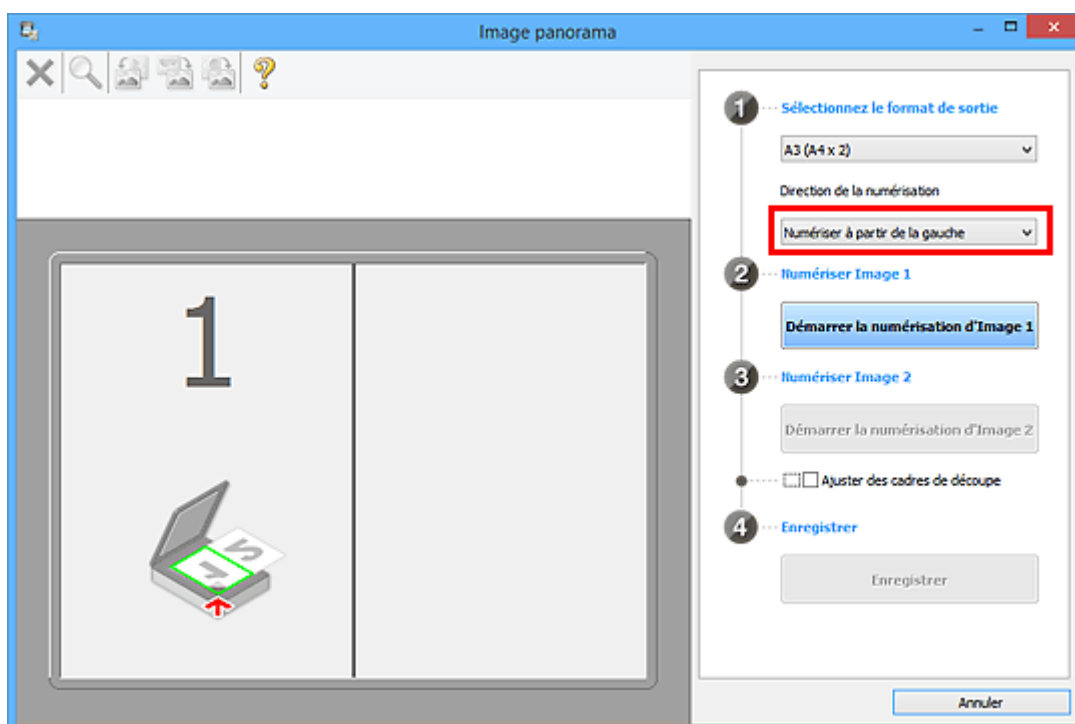 Image panorama
1
Sélectionnez le format de sortie
A3 (A4 x 2)
Direction de la numérisation
Numériser à partir de la gauche
2
Numériser Image 1
Démarrer la numérisation d'Image 1
3
Numériser Image 2
Démarrer la numérisation d'Image 2
Ajuster des cadres de découpe
4
Enregistrer
Enregistrer
Annuler
1